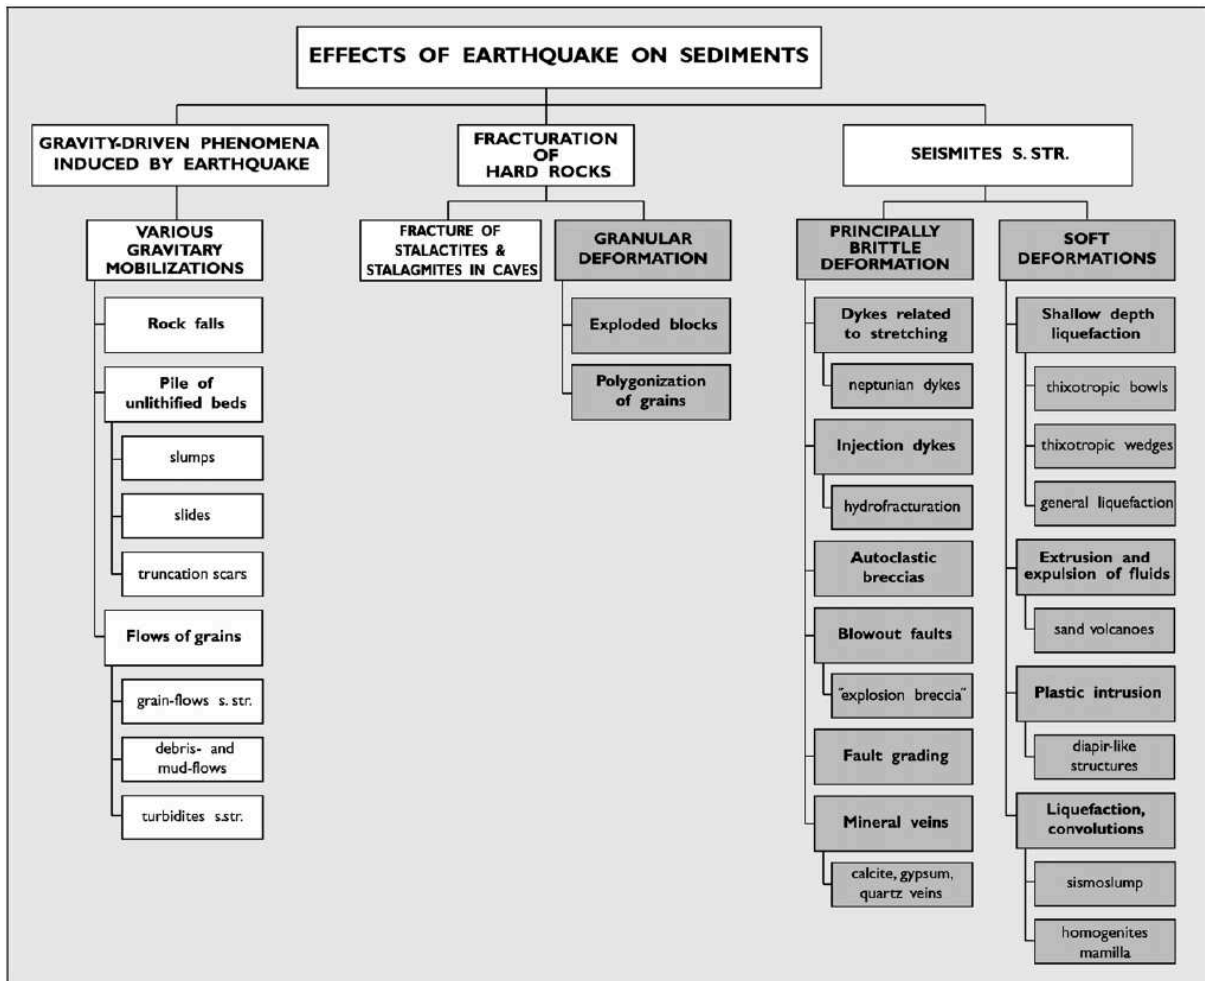 EFFECTS OF EARTHQUAKE ON SEDIMENTS
GRAVITY-DRIVEN PHENOMENA
INDUCED BY EARTHQUAKE
VARIOUS
GRAVITARY
MOBILIZATIONS
Rock falls
Pile of
unlithified beds
slumps
slides
truncation scars
Flows of grains
grain-flows s. str.
debris- and
mud-flows
turbidites s.str.
FRACTURATION
OF
HARD ROCKS
FRACTURE OF
STALACTITES &
STALAGMITES IN CAVES
GRANULAR
DEFORMATION
Exploded blocks
Polygonization
of grains
SEISMITES S. STR.
PRINCIPALLY
BRITTLE
DEFORMATION
Dykes related
to stretching
neptunian dykes
Injection dykes
hydrofracturation
Autoclastic
breccias
Blowout faults
"explosion breccia"
Fault grading
Mineral veins
calcite, gypsum,
quartz veins
SOFT
DEFORMATIONS
Shallow depth
liquefaction
thixotropic bowls
thixotropic wedges
general liquefaction
Extrusion and
expulsion of fluids
sand volcanoes
Plastic intrusion
diapir-like
structures
Liquefaction,
convolutions
sismoslump
homogenites
mamilla